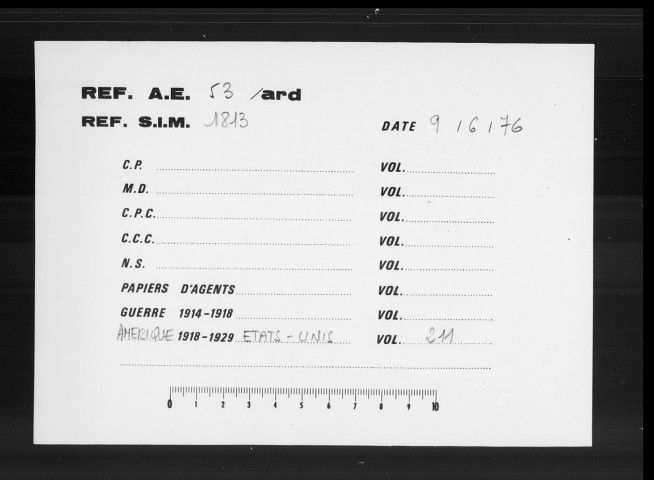 REF. A.E. 53 /ard
REF. S.I.M. 1813
DATE 9 / 6 / 76
C.P. VOL.
M.D. VOL.
C.P.C. VOL.
C.C.C. VOL.
N.S. VOL.
PAPIERS D'AGENTS VOL.
GUERRE 1914-1918 VOL.
AMERIQUE 1918-1929 ETATS-UNIS VOL. 211
0 1 2 3 4 5 6 7 8 9 10